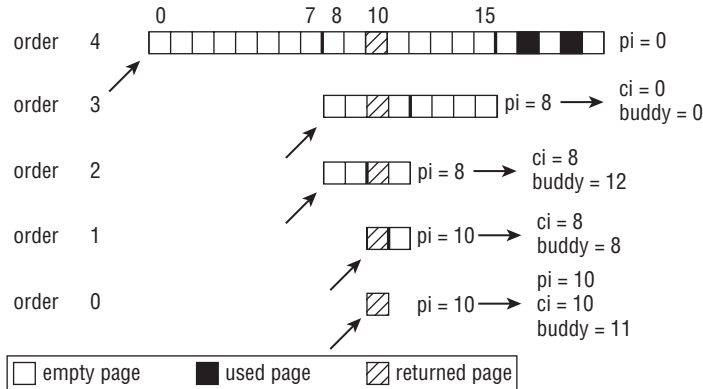 0 7 8 10 15
order 4 pi = 0
order 3 pi = 8 ci = 0
buddy = 0
order 2 pi = 8 ci = 8
buddy = 12
order 1 pi = 10 ci = 8
buddy = 8
order 0 pi = 10 pi = 10
ci = 10
buddy = 11
empty page used page returned page